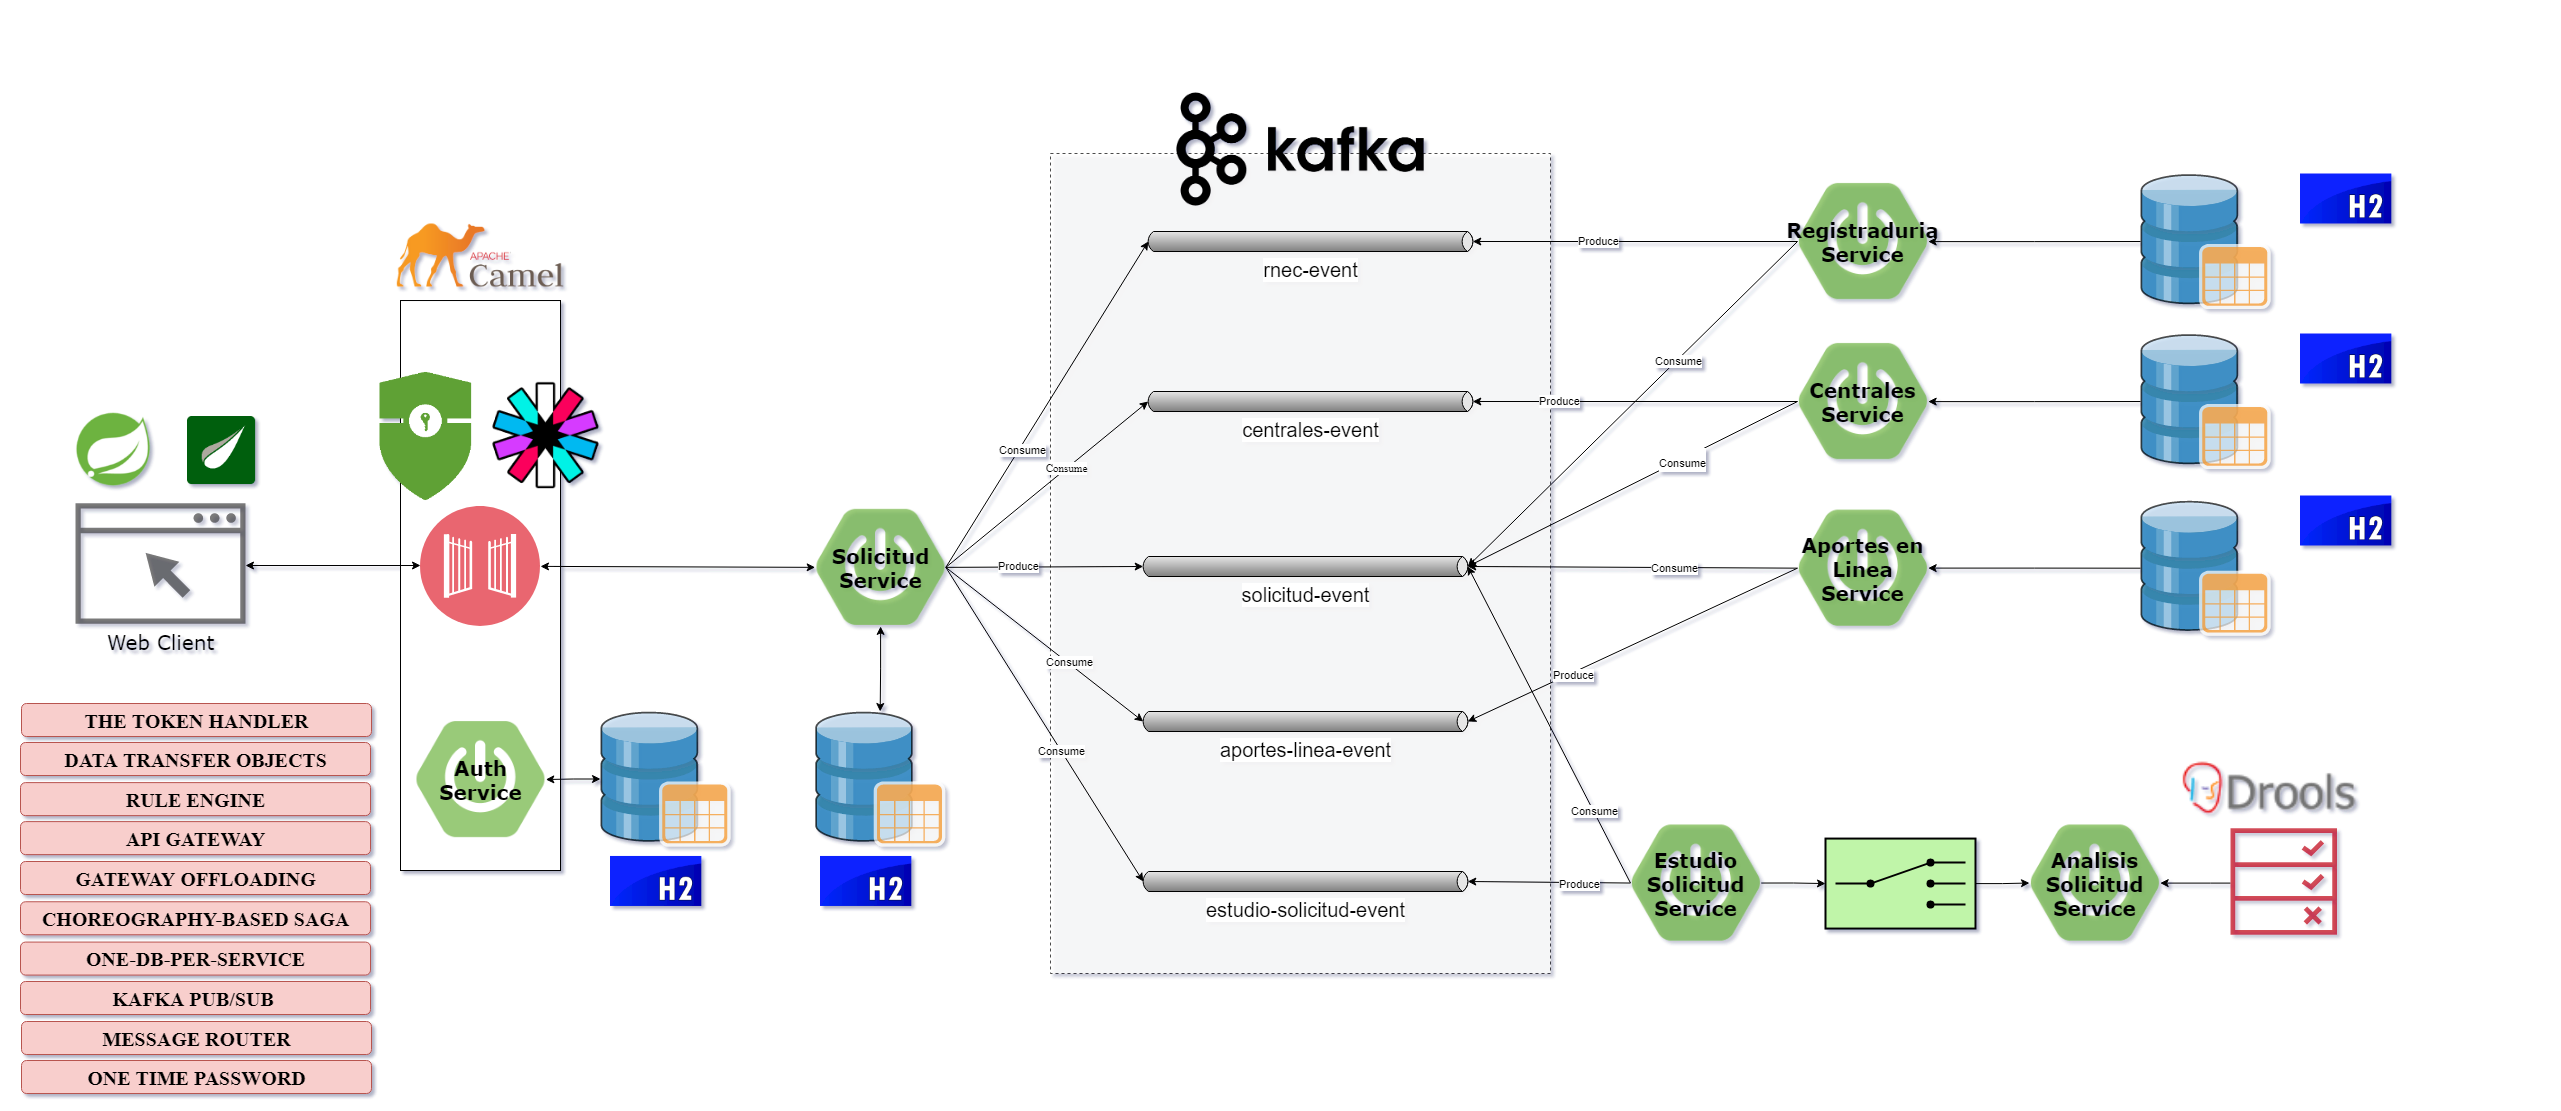 kafka
APACHE
Camel
Web Client
THE TOKEN HANDLER
DATA TRANSFER OBJECTS
RULE ENGINE
API GATEWAY
GATEWAY OFFLOADING
CHOREOGRAPHY-BASED SAGA
ONE-DB-PER-SERVICE
KAFKA PUB/SUB
MESSAGE ROUTER
ONE TIME PASSWORD
Auth
Service
H2
H2
Solicitud
Service
Consume
Consume
Produce
Consume
Consume
rnec-event
centrales-event
solicitud-event
aportes-linea-event
estudio-solicitud-event
Produce
Consume
Produce
Consume
Consume
Produce
Consume
Produce
Registraduria
Service
H2
Centrales
Service
H2
Aportes en
Linea
Service
H2
Estudio
Solicitud
Service
Analisis
Solicitud
Service
Drools